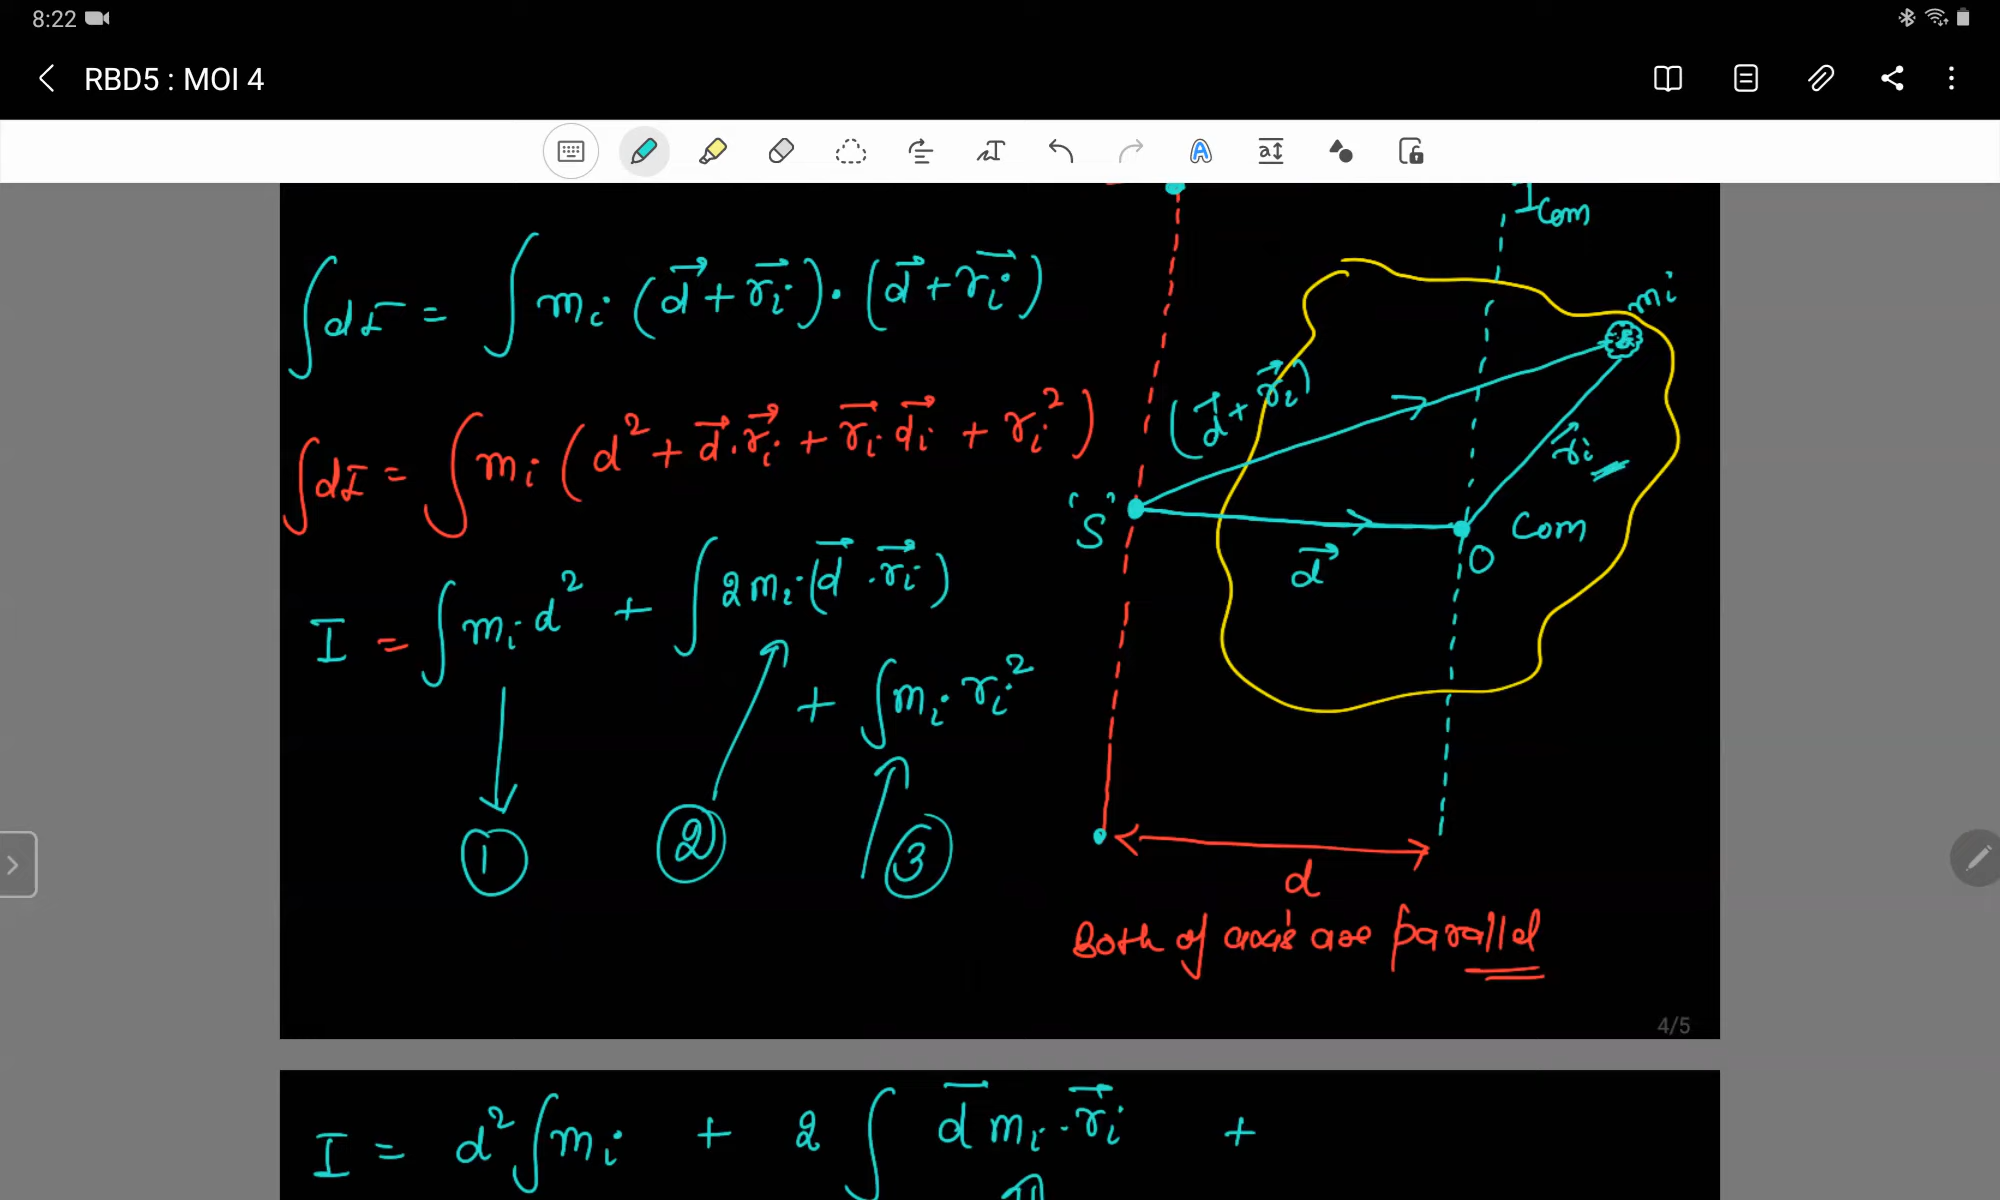 8:22
RBD5 : MOI 4
I com
∫dI = ∫ mi (d⃗ + r⃗i) · (d⃗ + r⃗i)
mi
(d⃗ + r⃗i)
∫dI = ∫ mi (d² + d⃗ · r⃗i + r⃗i · d⃗i + ri²)
r⃗i
'S'
Com
O
d⃗
I = ∫ mi d² + ∫ 2mi (d⃗ · r⃗i)
+ ∫ mi ri²
1 2 3
d
Both of axis are parallel
4/5
I = d² ∫ mi + 2 ∫ d⃗ mi · r⃗i +